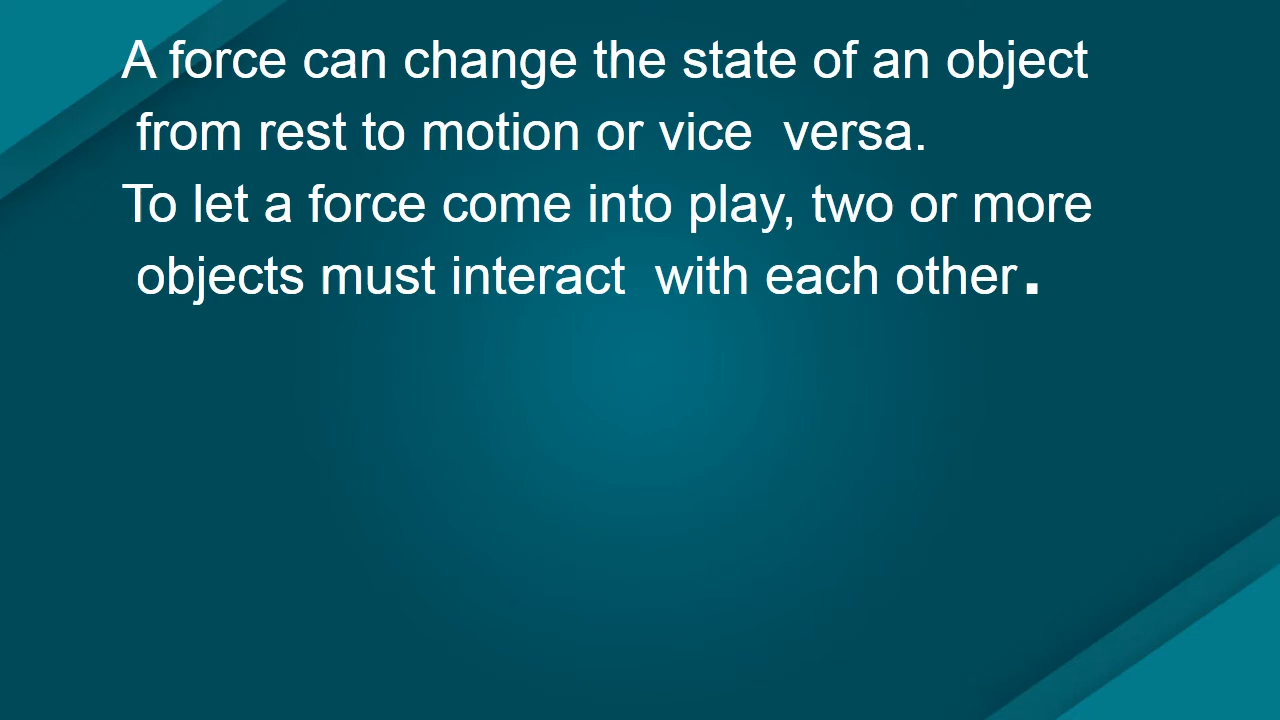 A force can change the state of an object
from rest to motion or vice  versa.
To let a force come into play, two or more
objects must interact  with each other.